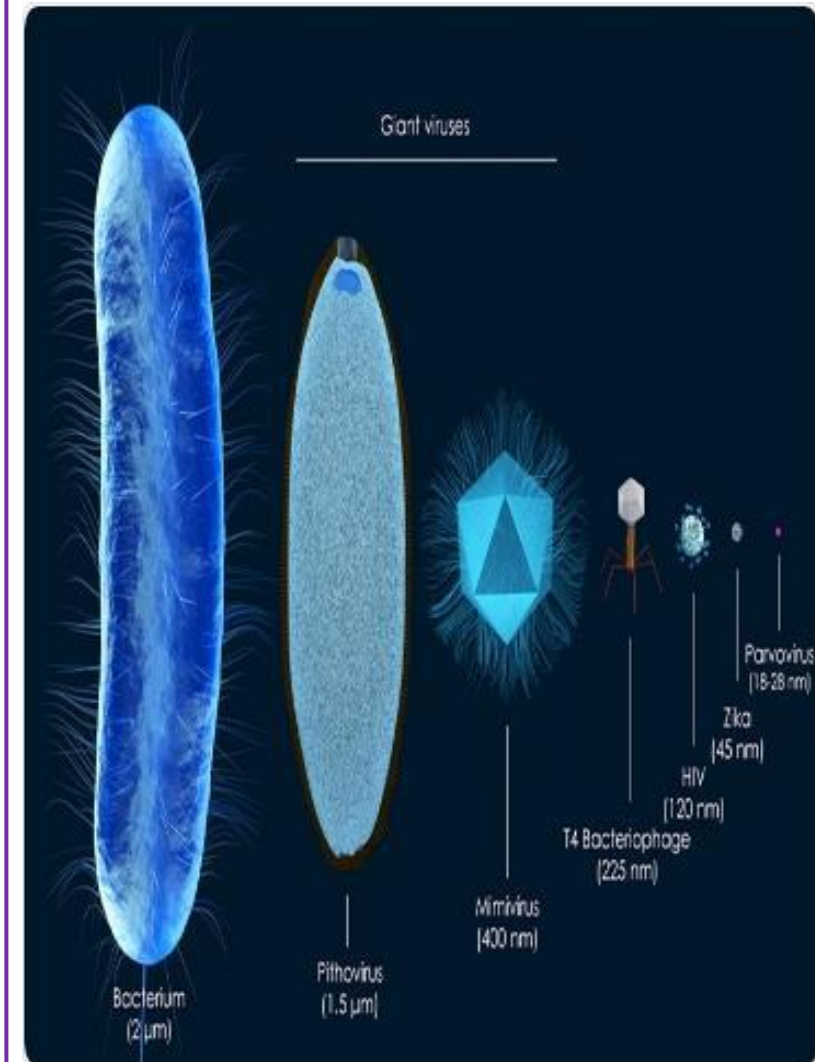 Giant viruses
Bacterium
(2 μm)
Pithovirus
(1.5 μm)
Mimivirus
(400 nm)
T4 Bacteriophage
(225 nm)
HIV
(120 nm)
Zika
(45 nm)
Parvovirus
(18-28 nm)